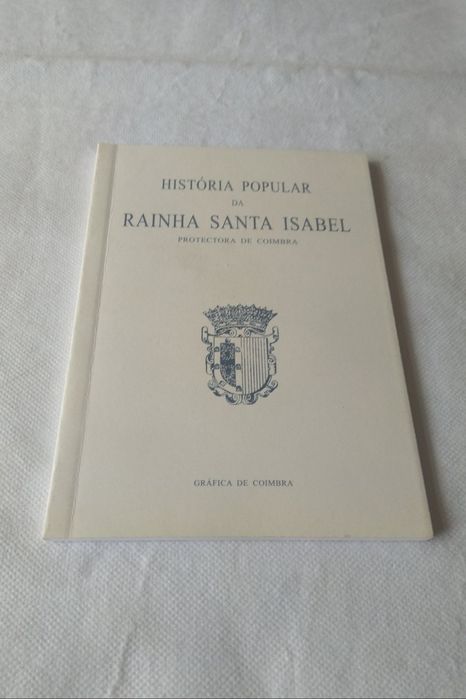 HISTÓRIA POPULAR
DA
RAINHA SANTA ISABEL
PROTECTORA DE COIMBRA
GRÁFICA DE COIMBRA